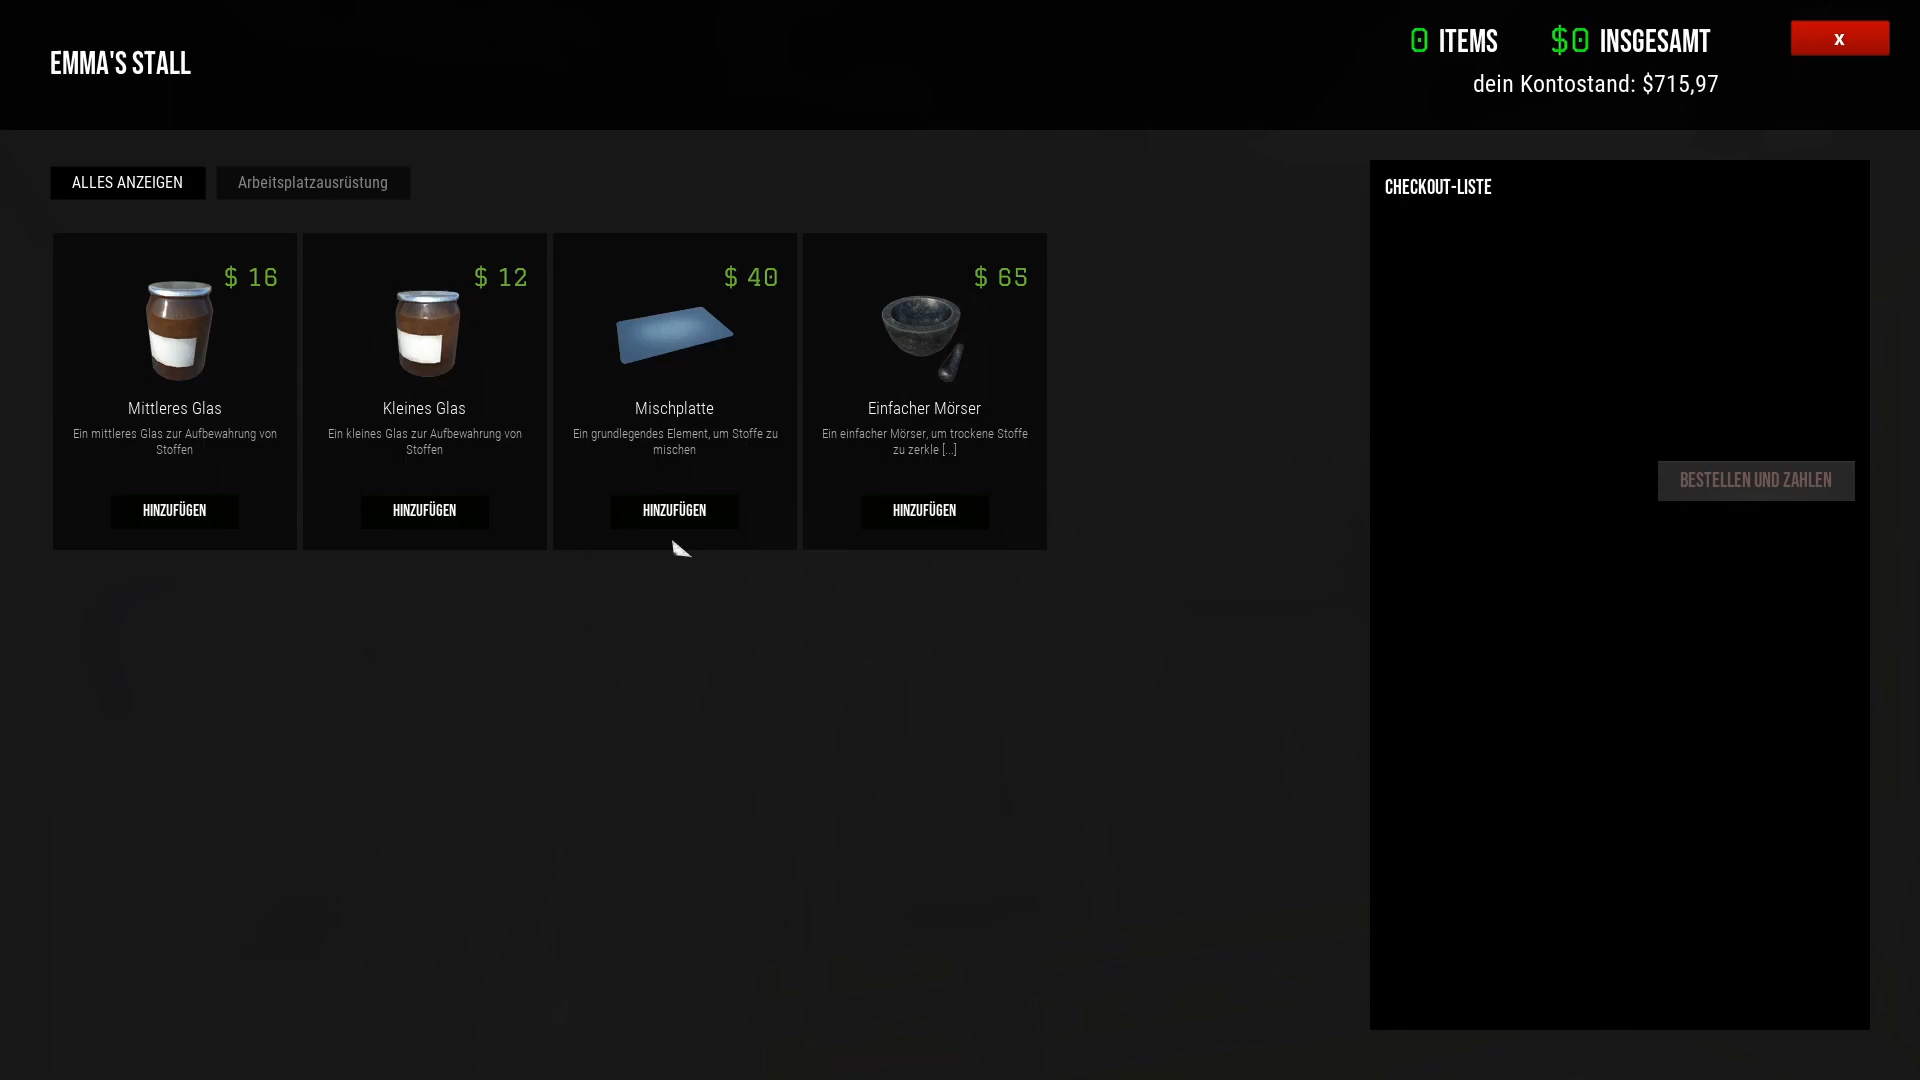 EMMA'S STALL
0 ITEMS $0 INSGESAMT
x
dein Kontostand: $715,97
ALLES ANZEIGEN
Arbeitsplatzausrüstung
$ 16
Mittleres Glas
Ein mittleres Glas zur Aufbewahrung von
Stoffen
HINZUFÜGEN
$ 12
Kleines Glas
Ein kleines Glas zur Aufbewahrung von
Stoffen
HINZUFÜGEN
$ 40
Mischplatte
Ein grundlegendes Element, um Stoffe zu
mischen
HINZUFÜGEN
$ 65
Einfacher Mörser
Ein einfacher Mörser, um trockene Stoffe
zu zerkle [...]
HINZUFÜGEN
CHECKOUT-LISTE
BESTELLEN UND ZAHLEN